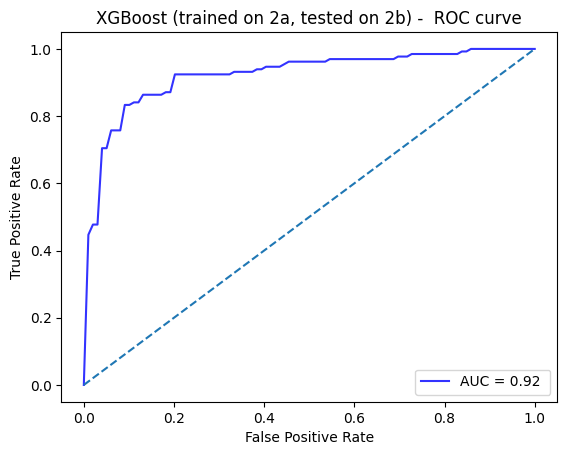 XGBoost (trained on 2a, tested on 2b) -  ROC curve
True Positive Rate
1.0
0.8
0.6
0.4
0.2
0.0
AUC = 0.92
0.0 0.2 0.4 0.6 0.8 1.0
False Positive Rate